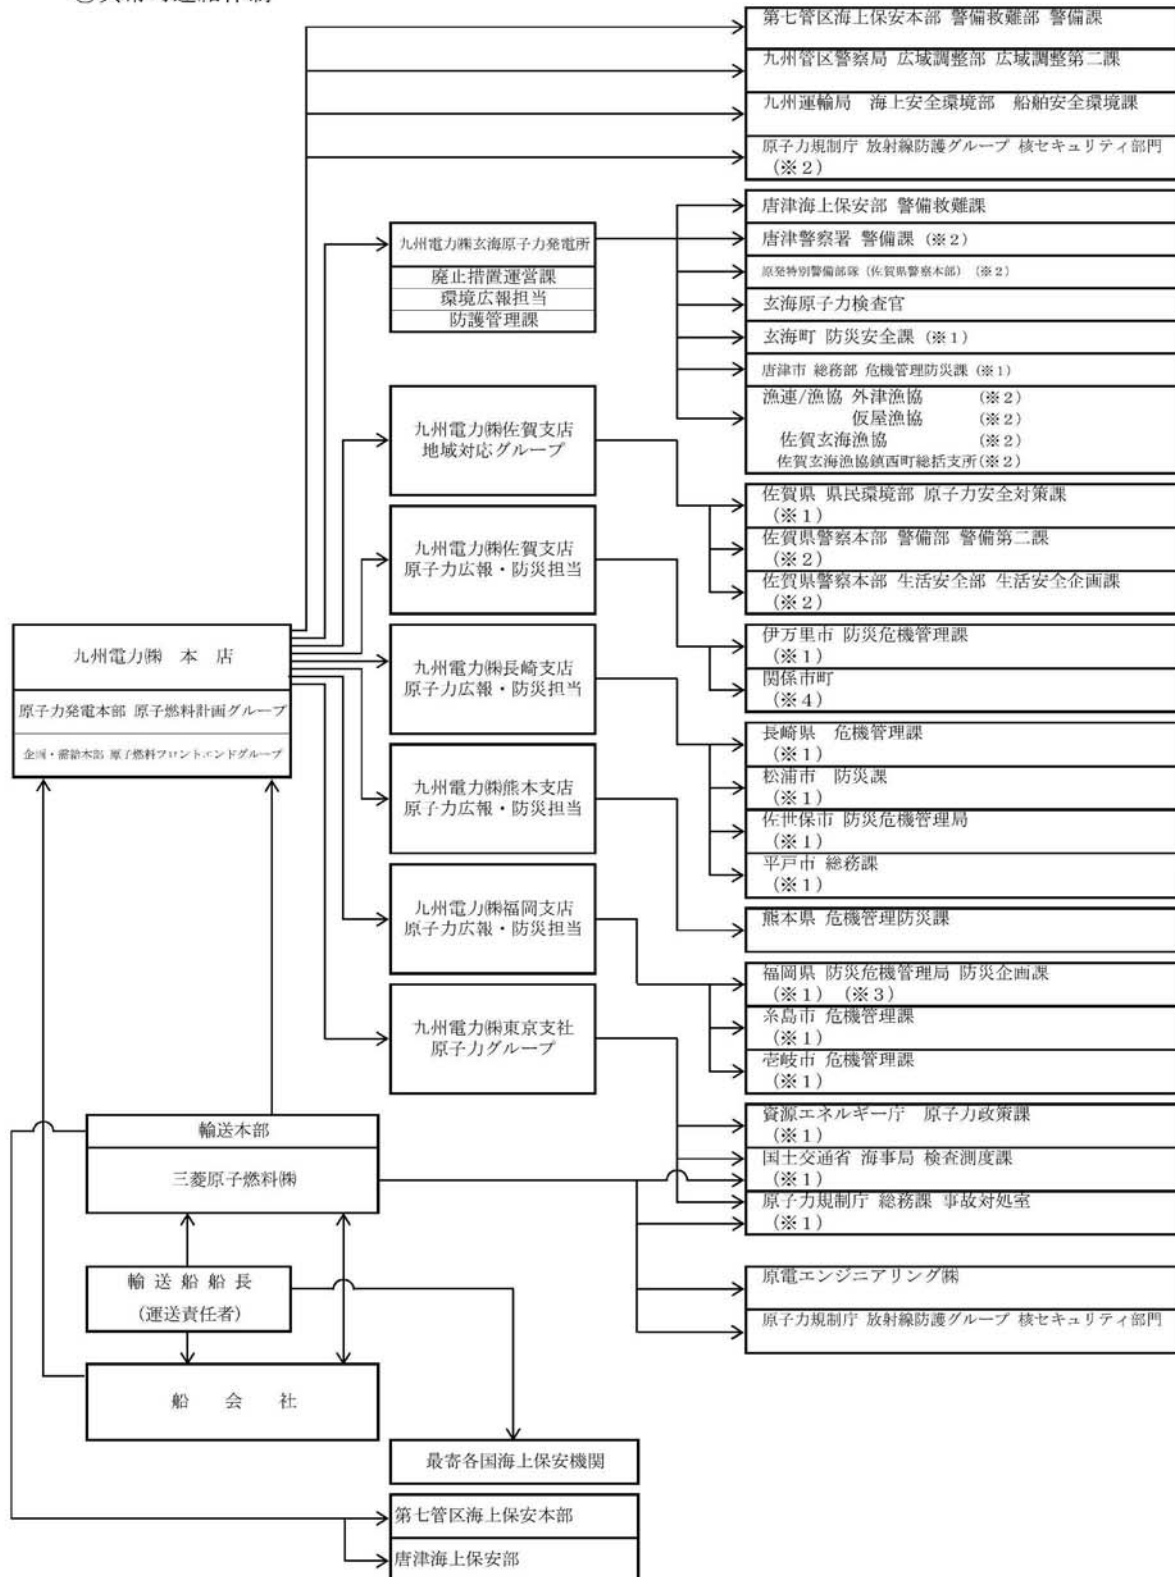 異常時連絡体制
第七管区海上保安本部 警備救難部 警備課
九州管区警察局 広域調整部 広域調整第二課
九州運輸局 海上安全環境部 船舶安全環境課
原子力規制庁 放射線防護グループ 核セキュリティ部門
(※2)
九州電力㈱玄海原子力発電所
廃止措置運営課
環境広報担当
防護管理課
唐津海上保安部 警備救難課
唐津警察署 警備課 (※2)
原発特別警備部隊 (佐賀県警察本部) (※2)
玄海原子力検査官
玄海町 防災安全課 (※1)
唐津市 総務部 危機管理防災課 (※1)
漁連/漁協 外津漁協 (※2)
仮屋漁協 (※2)
佐賀玄海漁協 (※2)
佐賀玄海漁協鎮西町総括支所(※2)
九州電力㈱佐賀支店
地域対応グループ
佐賀県 県民環境部 原子力安全対策課
(※1)
佐賀県警察本部 警備部 警備第二課
(※2)
佐賀県警察本部 生活安全部 生活安全企画課
(※2)
九州電力㈱佐賀支店
原子力広報・防災担当
伊万里市 防災危機管理課
(※1)
関係市町
(※4)
九州電力㈱ 本 店
原子力発電本部 原子燃料計画グループ
企画・需給本部 原子燃料フロントエンドグループ
九州電力㈱長崎支店
原子力広報・防災担当
長崎県 危機管理課
(※1)
松浦市 防災課
(※1)
佐世保市 防災危機管理局
(※1)
平戸市 総務課
(※1)
九州電力㈱熊本支店
原子力広報・防災担当
熊本県 危機管理防災課
九州電力㈱福岡支店
原子力広報・防災担当
福岡県 防災危機管理局 防災企画課
(※1) (※3)
糸島市 危機管理課
(※1)
壱岐市 危機管理課
(※1)
九州電力㈱東京支社
原子力グループ
資源エネルギー庁 原子力政策課
(※1)
国土交通省 海事局 検査測度課
(※1)
原子力規制庁 総務課 事故対処室
(※1)
輸送本部
三菱原子燃料㈱
原電エンジニアリング㈱
原子力規制庁 放射線防護グループ 核セキュリティ部門
輸 送 船 船 長
(運送責任者)
船 会 社
最寄各国海上保安機関
第七管区海上保安本部
唐津海上保安部